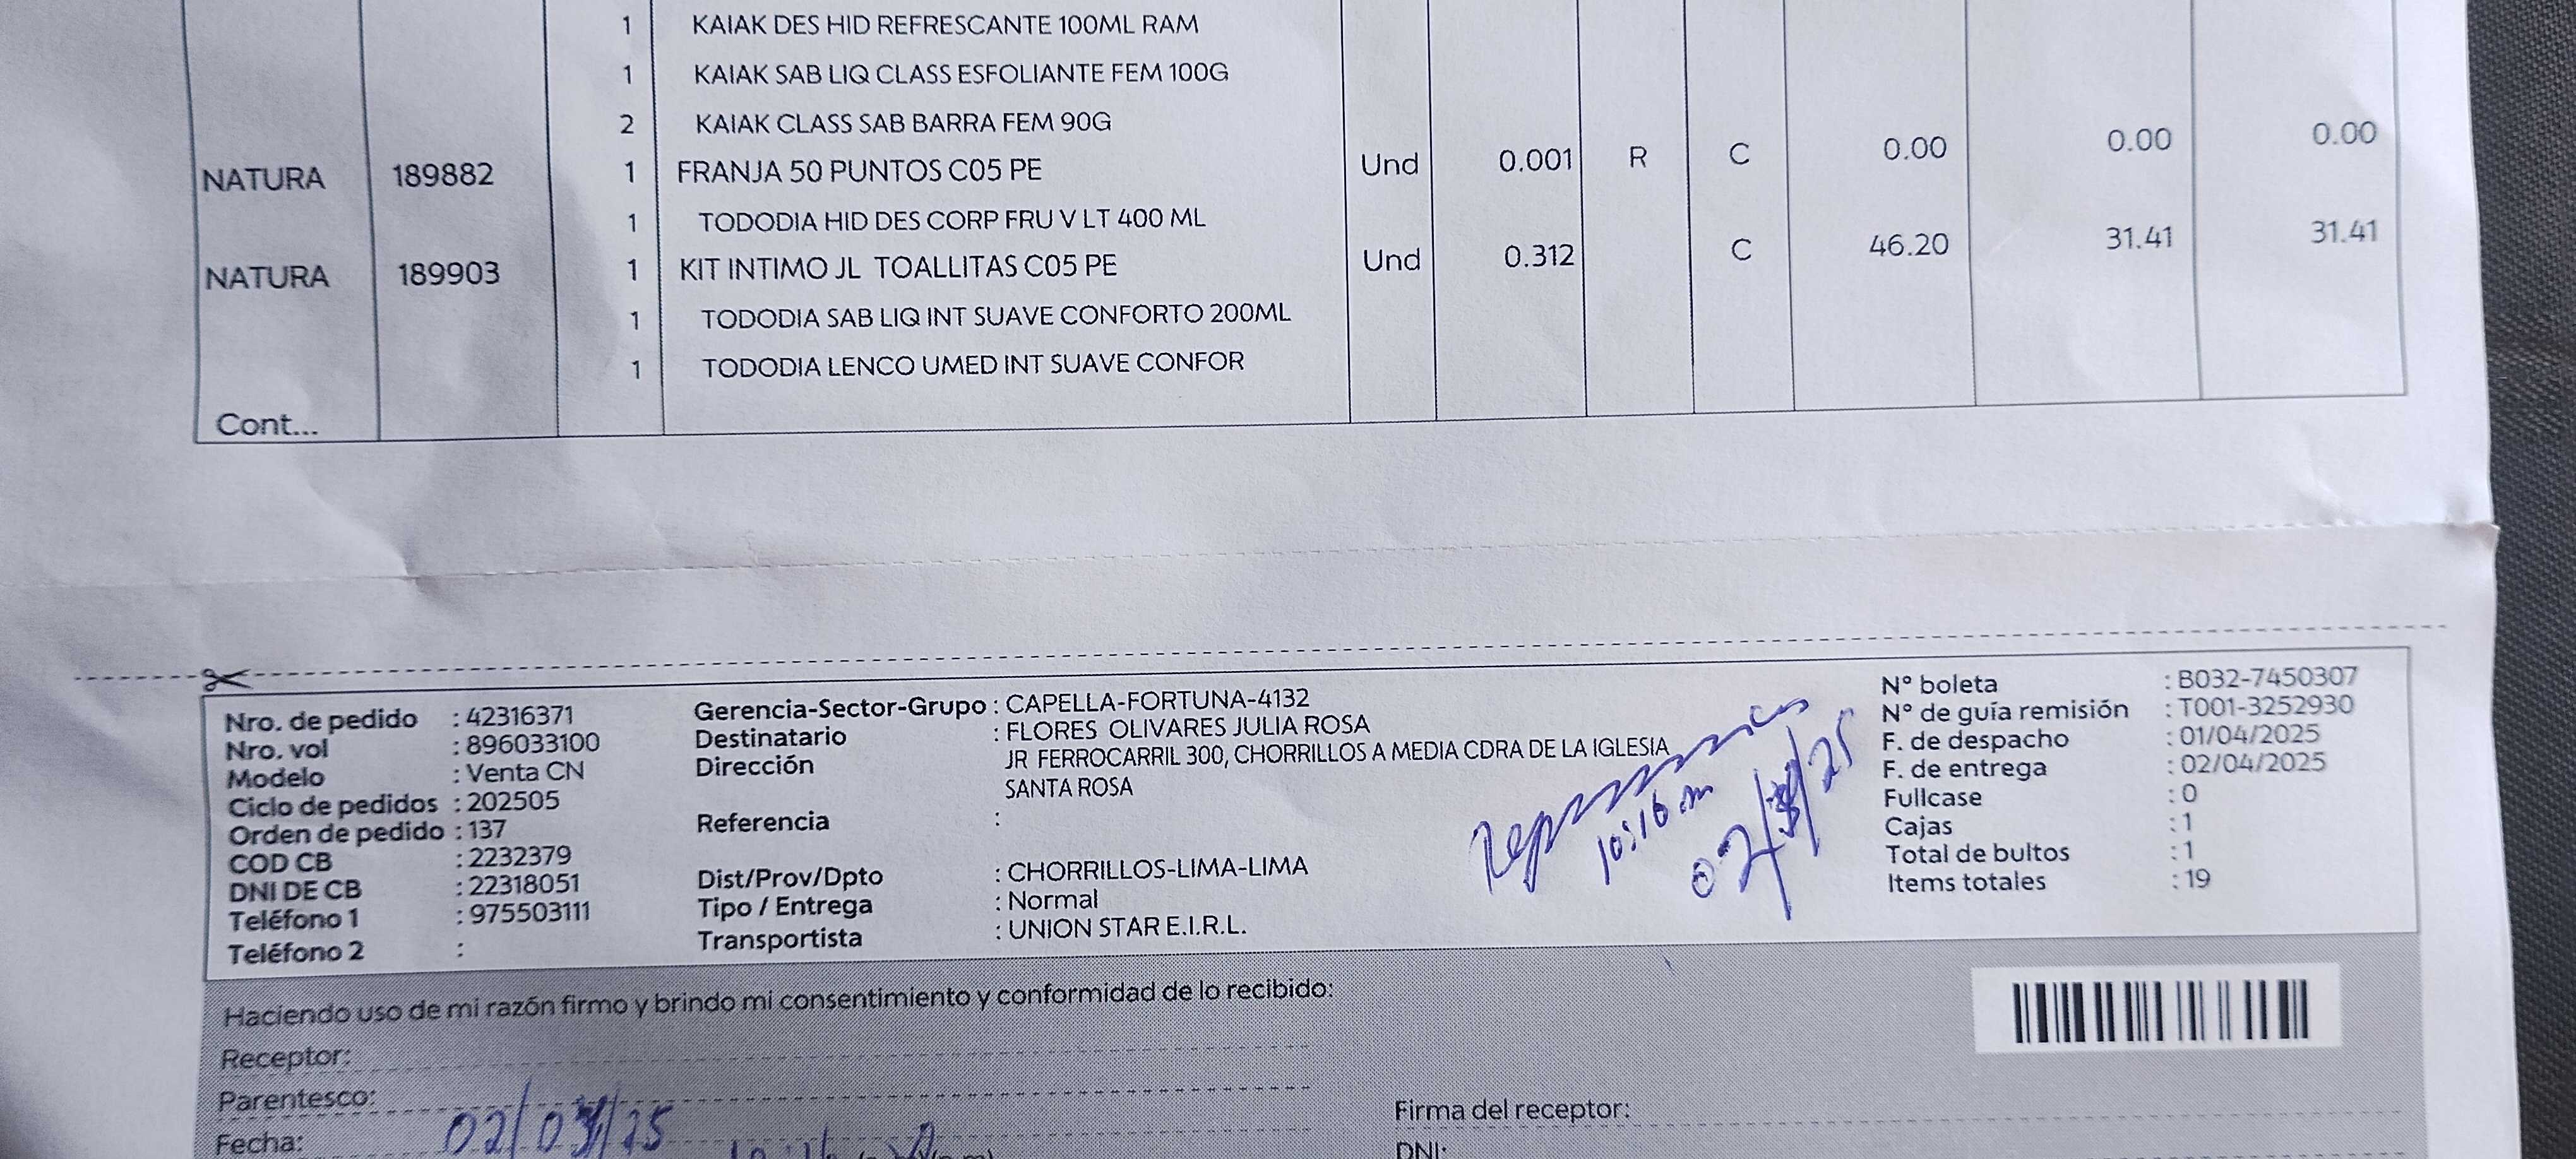 1 KAIAK DES HID REFRESCANTE 100ML RAM
1 KAIAK SAB LIQ CLASS ESFOLIANTE FEM 100G
2 KAIAK CLASS SAB BARRA FEM 90G
NATURA 189882 1 FRANJA 50 PUNTOS C05 PE Und 0.001 R C 0.00 0.00 0.00
1 TODODIA HID DES CORP FRU V LT 400 ML
NATURA 189903 1 KIT INTIMO JL TOALLITAS C05 PE Und 0.312 C 46.20 31.41 31.41
1 TODODIA SAB LIQ INT SUAVE CONFORTO 200ML
1 TODODIA LENCO UMED INT SUAVE CONFOR
Cont...
Nro. de pedido : 42316371
Nro. vol : 896033100
Modelo : Venta CN
Ciclo de pedidos : 202505
Orden de pedido : 137
COD CB : 2232379
DNI DE CB : 22318051
Teléfono 1 : 975503111
Teléfono 2 :
Gerencia-Sector-Grupo : CAPELLA-FORTUNA-4132
Destinatario : FLORES OLIVARES JULIA ROSA
Dirección JR FERROCARRIL 300, CHORRILLOS A MEDIA CDRA DE LA IGLESIA
SANTA ROSA
Referencia :
Dist/Prov/Dpto : CHORRILLOS-LIMA-LIMA
Tipo / Entrega : Normal
Transportista : UNION STAR E.I.R.L.
10:16 m
N° boleta : B032-7450307
N° de guía remisión : T001-3252930
F. de despacho : 01/04/2025
F. de entrega : 02/04/2025
Fullcase : 0
Cajas : 1
Total de bultos : 1
Items totales : 19
Haciendo uso de mi razón firmo y brindo mi consentimiento y conformidad de lo recibido:
Receptor:
Parentesco:
Fecha:
Firma del receptor:
DNI: